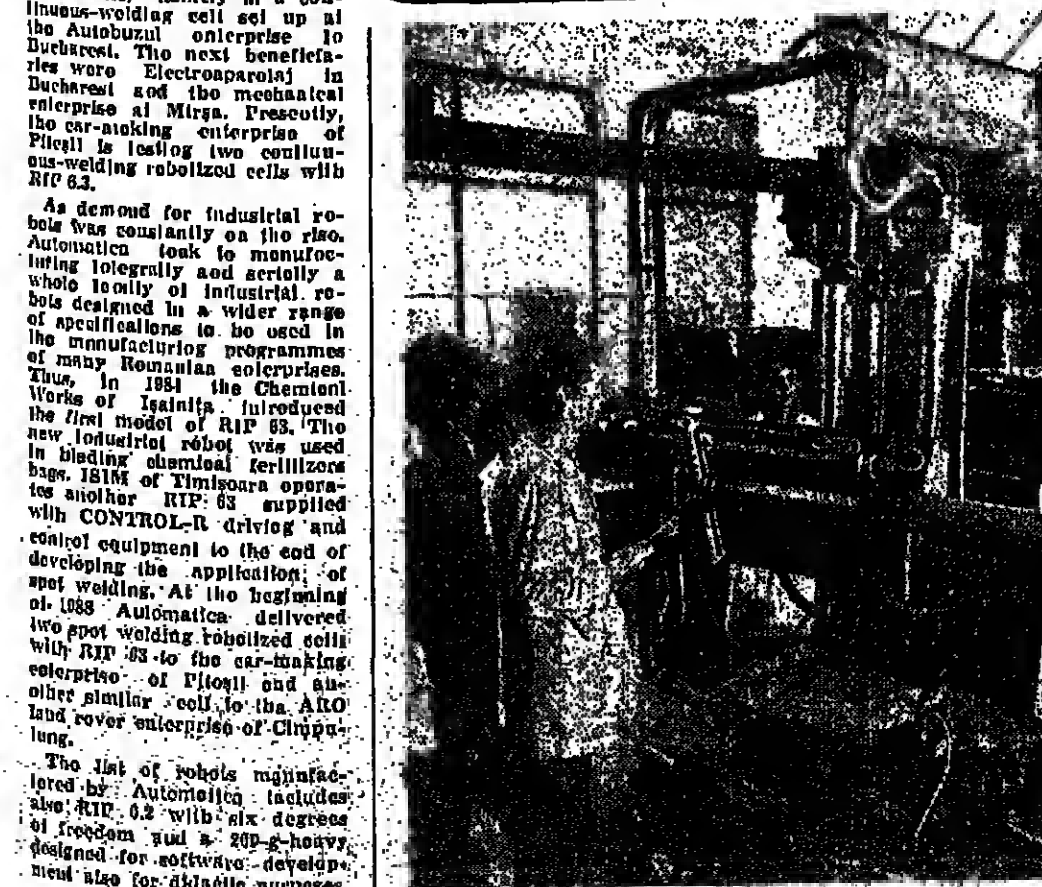 tinuous-welding cell set up at
the Autobuzul enterprise in
Bucharest. The next beneficia-
ries were Electroaparataj in
Bucharest and the mechanical
enterprise at Mirşa. Presently,
the car-making enterprise of
Piteşti is testing two continu-
ous-welding robotized cells with
RIP 6.3.
As demand for industrial ro-
bots was constantly on the rise,
Automatica took to manufac-
turing integrally and serially a
whole family of industrial ro-
bots designed in a wider range
of specifications to be used in
the manufacturing programmes
of many Romanian enterprises.
Thus, in 1984 the Chemical
Works of Işalniţa introduced
the first model of RIP 63. The
new industrial robot was used
in binding chemical fertilizers
bags. ISIM of Timişoara opera-
tes another RIP 63 supplied
with CONTROL-R driving and
control equipment to the end of
developing the application of
spot welding. At the beginning
of 1988 Automatica delivered
two spot welding robotized cells
with RIP 63 to the car-making
enterprise of Piteşti and an-
other similar cell to the ARO
land rover enterprise of Cimpu-
lung.
The list of robots manufac-
tured by Automatica includes
also RIP 0.2 with six degrees
of freedom and a 200-g-heavy,
designed for software develop-
ment also for didactic purposes